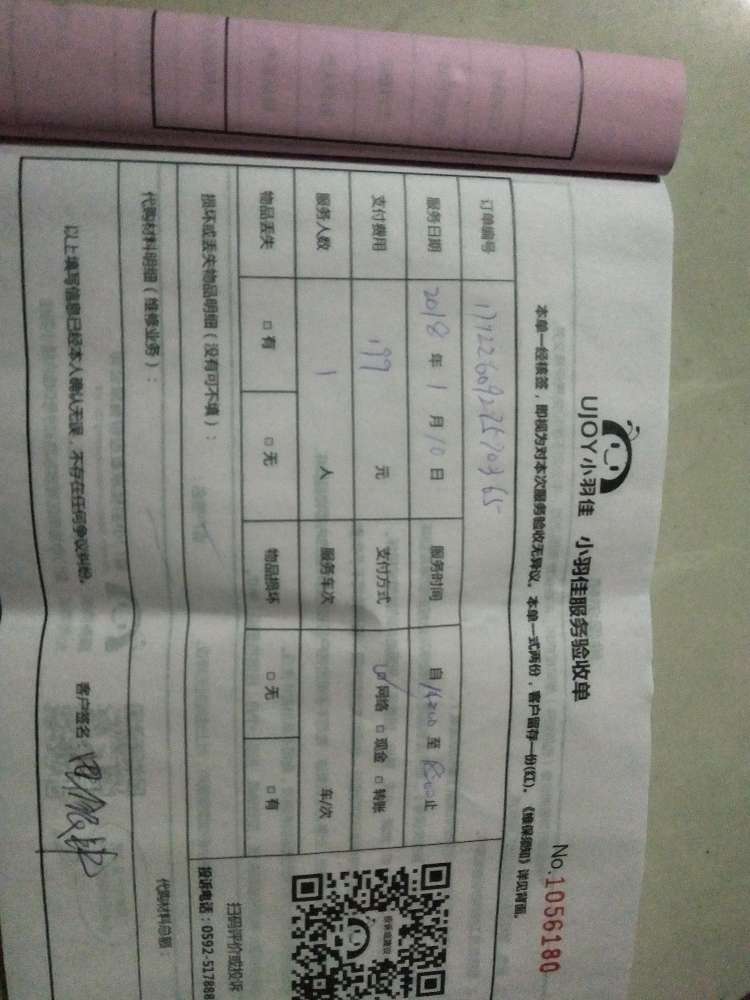 UJOY小羽佳 小羽佳服务验收单
No.1056180
本单一经核签，即视为对本次服务验收无异议。本单一式两份，客户留存一份(红)。《维保须知》详见背面。
订单编号
服务日期 2018 年 1 月 10 日 服务时间 自 至 止
支付费用 元 支付方式 网络 □ 现金 □ 转账
服务人数 1 人 服务车次 车/次
物品丢失 □ 有 □ 无 物品损坏 □ 无 □ 有
损坏或丢失物品明细（没有可不填）：
代购材料明细（维修业务）：
代购材料总额：
扫码评价或投诉
投诉电话：0592-517888
以上填写信息已经本人确认无误，不存在任何争议纠纷。
客户签名：